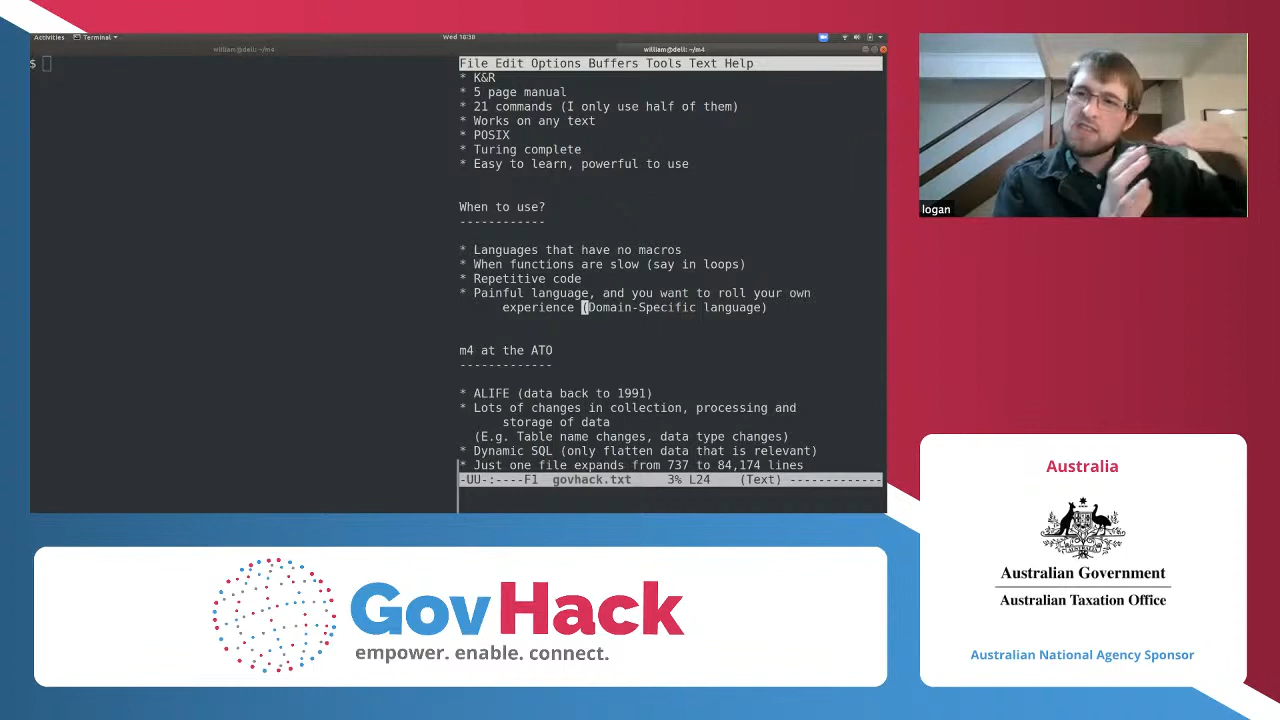 Activities
Terminal
Wed 16:30
william@dell: ~/m4
william@dell: ~/m4
$
File Edit Options Buffers Tools Text Help
* K&R
* 5 page manual
* 21 commands (I only use half of them)
* Works on any text
* POSIX
* Turing complete
* Easy to learn, powerful to use
When to use?
------------
* Languages that have no macros
* When functions are slow (say in loops)
* Repetitive code
* Painful language, and you want to roll your own
experience (Domain-Specific language)
m4 at the ATO
-------------
* ALIFE (data back to 1991)
* Lots of changes in collection, processing and
storage of data
(E.g. Table name changes, data type changes)
* Dynamic SQL (only flatten data that is relevant)
* Just one file expands from 737 to 84,174 lines
-UU-:----F1 govhack.txt 3% L24 (Text) -------------
logan
GovHack
empower. enable. connect.
Australia
Australian Government
Australian Taxation Office
Australian National Agency Sponsor